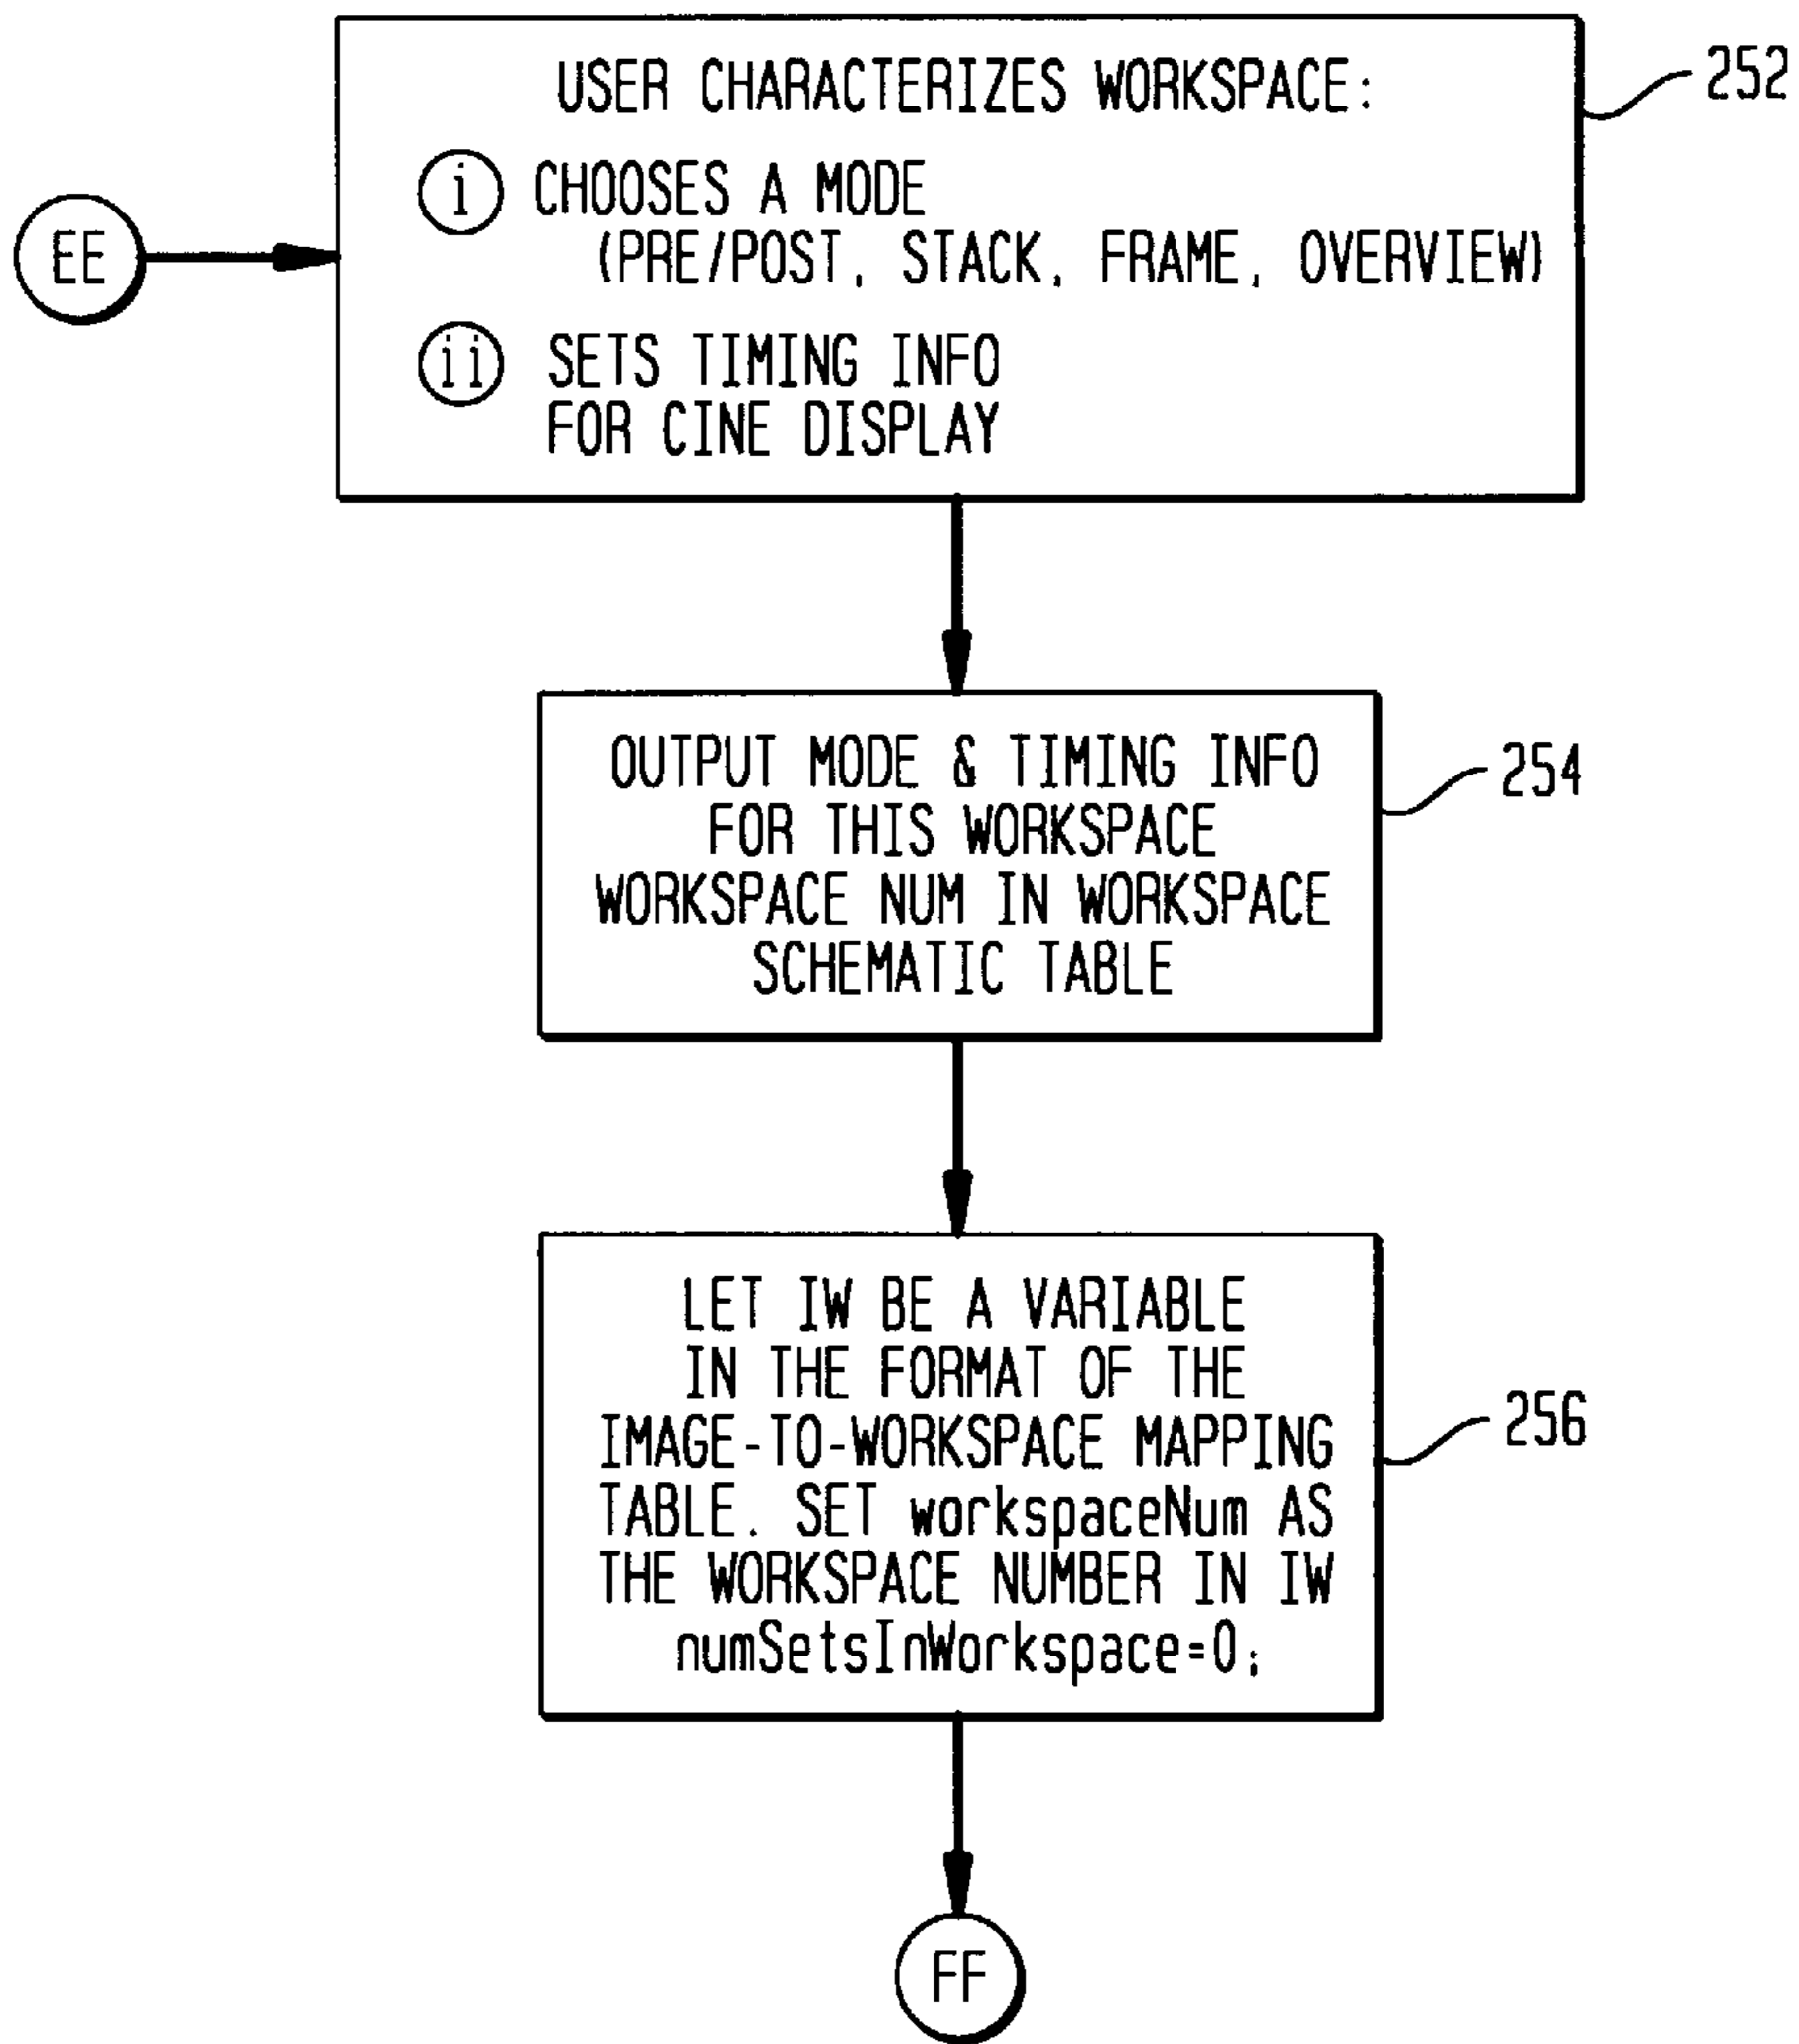 USER CHARACTERIZES WORKSPACE:
252
i CHOOSES A MODE
(PRE/POST, STACK, FRAME, OVERVIEW)
EE
ii SETS TIMING INFO
FOR CINE DISPLAY
OUTPUT MODE & TIMING INFO
254
FOR THIS WORKSPACE
WORKSPACE NUM IN WORKSPACE
SCHEMATIC TABLE
LET IW BE A VARIABLE
IN THE FORMAT OF THE
IMAGE-TO-WORKSPACE MAPPING
256
TABLE. SET workspaceNum AS
THE WORKSPACE NUMBER IN IW
numSetsInWorkspace=0;
FF